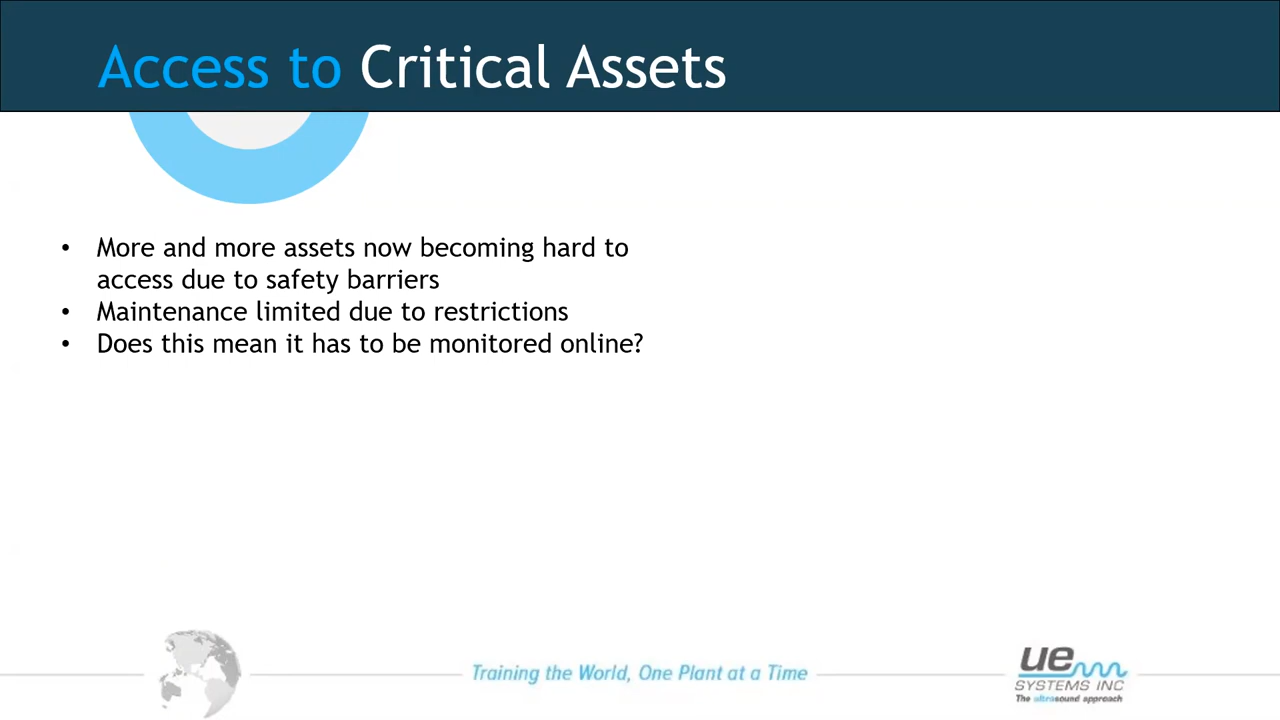 Access to Critical Assets
• More and more assets now becoming hard to
access due to safety barriers
• Maintenance limited due to restrictions
• Does this mean it has to be monitored online?
Training the World, One Plant at a Time
ue
SYSTEMS INC
The ultrasound approach